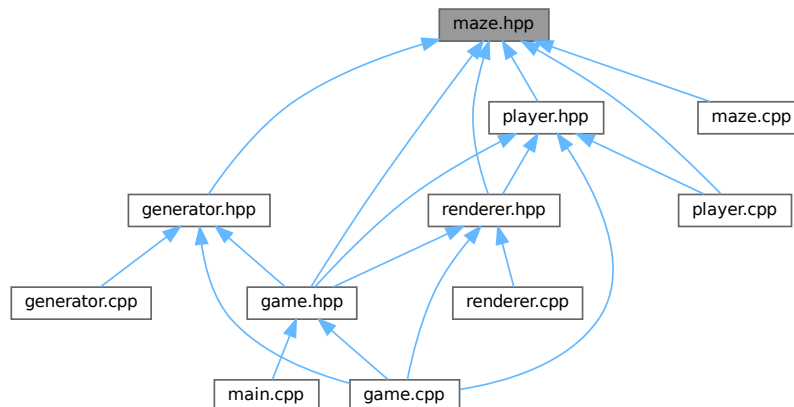 maze.hpp
player.hpp
maze.cpp
generator.hpp
renderer.hpp
player.cpp
generator.cpp
game.hpp
renderer.cpp
main.cpp
game.cpp